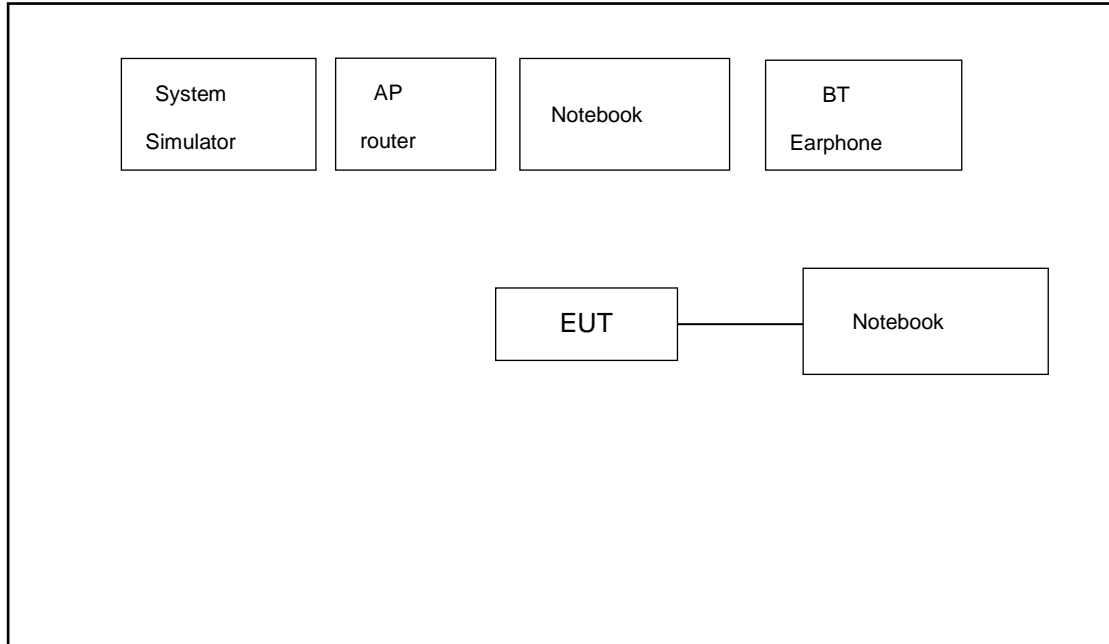 System
Simulator
AP
router
Notebook
BT
Earphone
EUT
Notebook